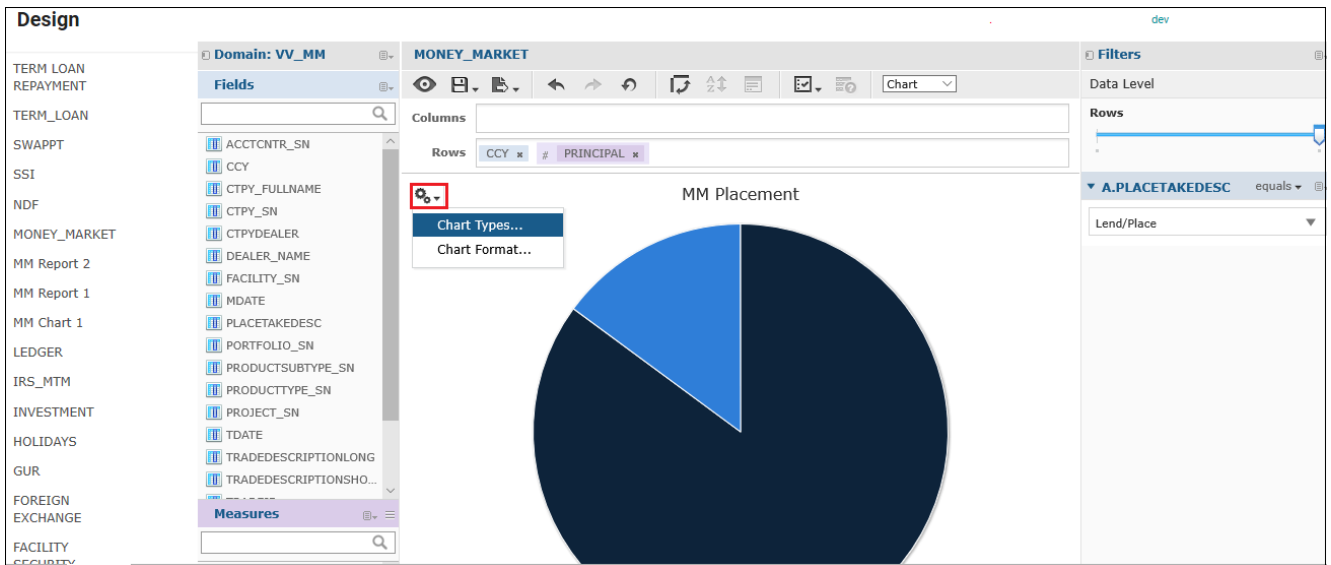 Design
dev
TERM LOAN
REPAYMENT
TERM_LOAN
SWAPPT
SSI
NDF
MONEY_MARKET
MM Report 2
MM Report 1
MM Chart 1
LEDGER
IRS_MTM
INVESTMENT
HOLIDAYS
GUR
FOREIGN
EXCHANGE
FACILITY
SECURITY
Domain: VV_MM
Fields
ACCTCNTR_SN
CCY
CTPY_FULLNAME
CTPY_SN
CTPYDEALER
DEALER_NAME
FACILITY_SN
MDATE
PLACETAKEDESC
PORTFOLIO_SN
PRODUCTSUBTYPE_SN
PRODUCTTYPE_SN
PROJECT_SN
TDATE
TRADEDESCRIPTIONLONG
TRADEDESCRIPTIONSHO...
Measures
MONEY_MARKET
Chart
Columns
Rows CCY x # PRINCIPAL x
MM Placement
Chart Types...
Chart Format...
Filters
Data Level
Rows
A.PLACETAKEDESC equals
Lend/Place